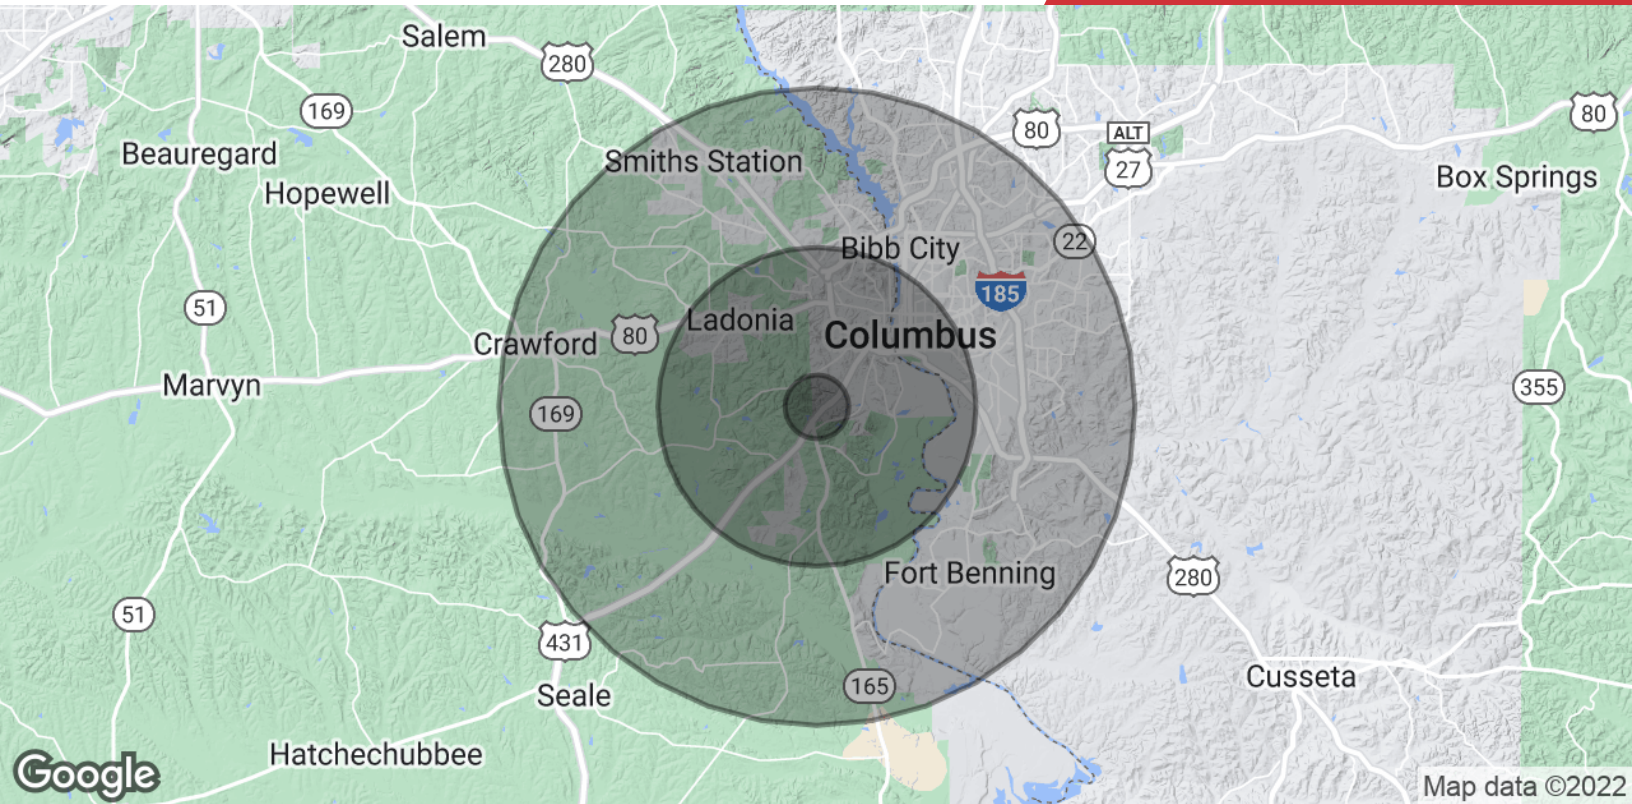 Salem
280
169
80
80
ALT
27
Beauregard
Smiths Station
Hopewell
Box Springs
22
Bibb City
185
51
Ladonia
Columbus
80
Crawford
Marvyn
355
169
Fort Benning
280
51
431
Cusseta
165
Seale
Hatchechubbee
Google
Map data ©2022